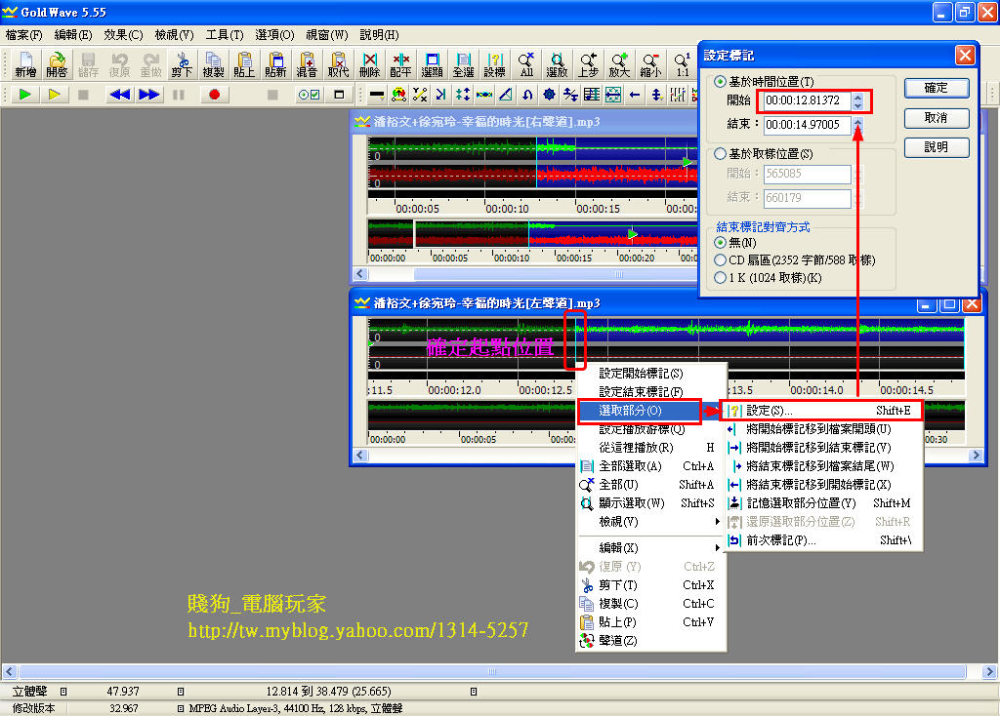 GoldWave 5.55
檔案(F) 編輯(E) 效果(C) 檢視(V) 工具(T) 選項(O) 視窗(W) 說明(H)
新增 開啓 儲存 復原 重做 剪下 複製 貼上 貼新 混音 取代 刪除 配平 選顯 全選 設標 All 選放 上步 放大 縮小 1:1
設定標記
基於時間位置(T)
開始： 00:00:12.81372
結束： 00:00:14.97005
確定
取消
說明
基於取樣位置(S)
開始： 565085
結束： 660179
結束標記對齊方式
無(N)
CD 扇區(2352 字節/588 取樣)
1 K (1024 取樣)(K)
潘裕文+徐宛玲-幸福的時光[右聲道].mp3
0
0
00:00:05 00:00:10 00:00:15 00:00:20
00:00:00 00:00:05 00:00:10 00:00:15 00:00:20
潘裕文+徐宛玲-幸福的時光[左聲道].mp3
0
確定起點位置
0
:11.5 00:00:12.0 00:00:12.5 :13.5 00:00:14.0 00:00:14.5
00:00:00 00:00:05 :00:30
設定開始標記(S)
設定結束標記(F)
選取部分(O)
設定播放游標(Q)
從這裡播放(R) H
全部選取(A) Ctrl+A
全部(U) Shift+A
顯示選取(W) Shift+S
檢視(V)
編輯(X)
復原 (Y) Ctrl+Z
剪下(T) Ctrl+X
複製(C) Ctrl+C
貼上(P) Ctrl+V
聲道(Z)
設定(S)... Shift+E
將開始標記移到檔案開頭(U)
將開始標記移到結束標記(V)
將結束標記移到檔案結尾(W)
將結束標記移到開始標記(X)
記憶選取部分位置(Y) Shift+M
還原選取部分位置(Z) Shift+R
前次標記(P)... Shift+\
賤狗_電腦玩家
http://tw.myblog.yahoo.com/1314-5257
立體聲 47.937 12.814 到 38.479 (25.665)
修改版本 32.967 MPEG Audio Layer-3, 44100 Hz, 128 kbps, 立體聲